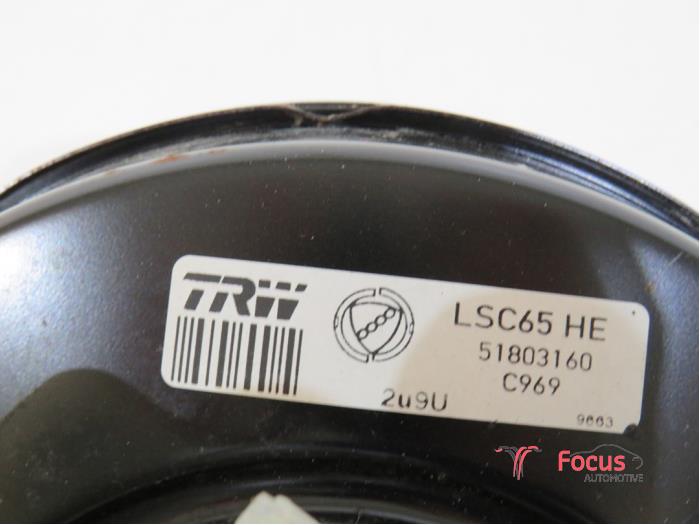 TRW
LSC65 HE
51803160
C969
2u9U
9663
Focus
AUTOMOTIVE